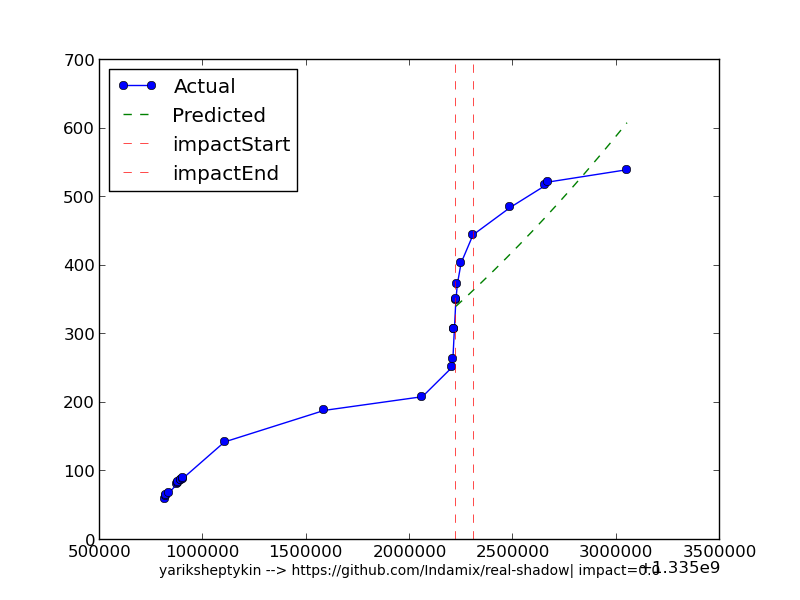 700
600
500
400
300
200
100
0
Actual
Predicted
impactStart
impactEnd
500000 1000000 1500000 2000000 2500000 3000000 3500000
+1.335e9
yariksheptykin --> https://github.com/Indamix/real-shadow| impact=0.0